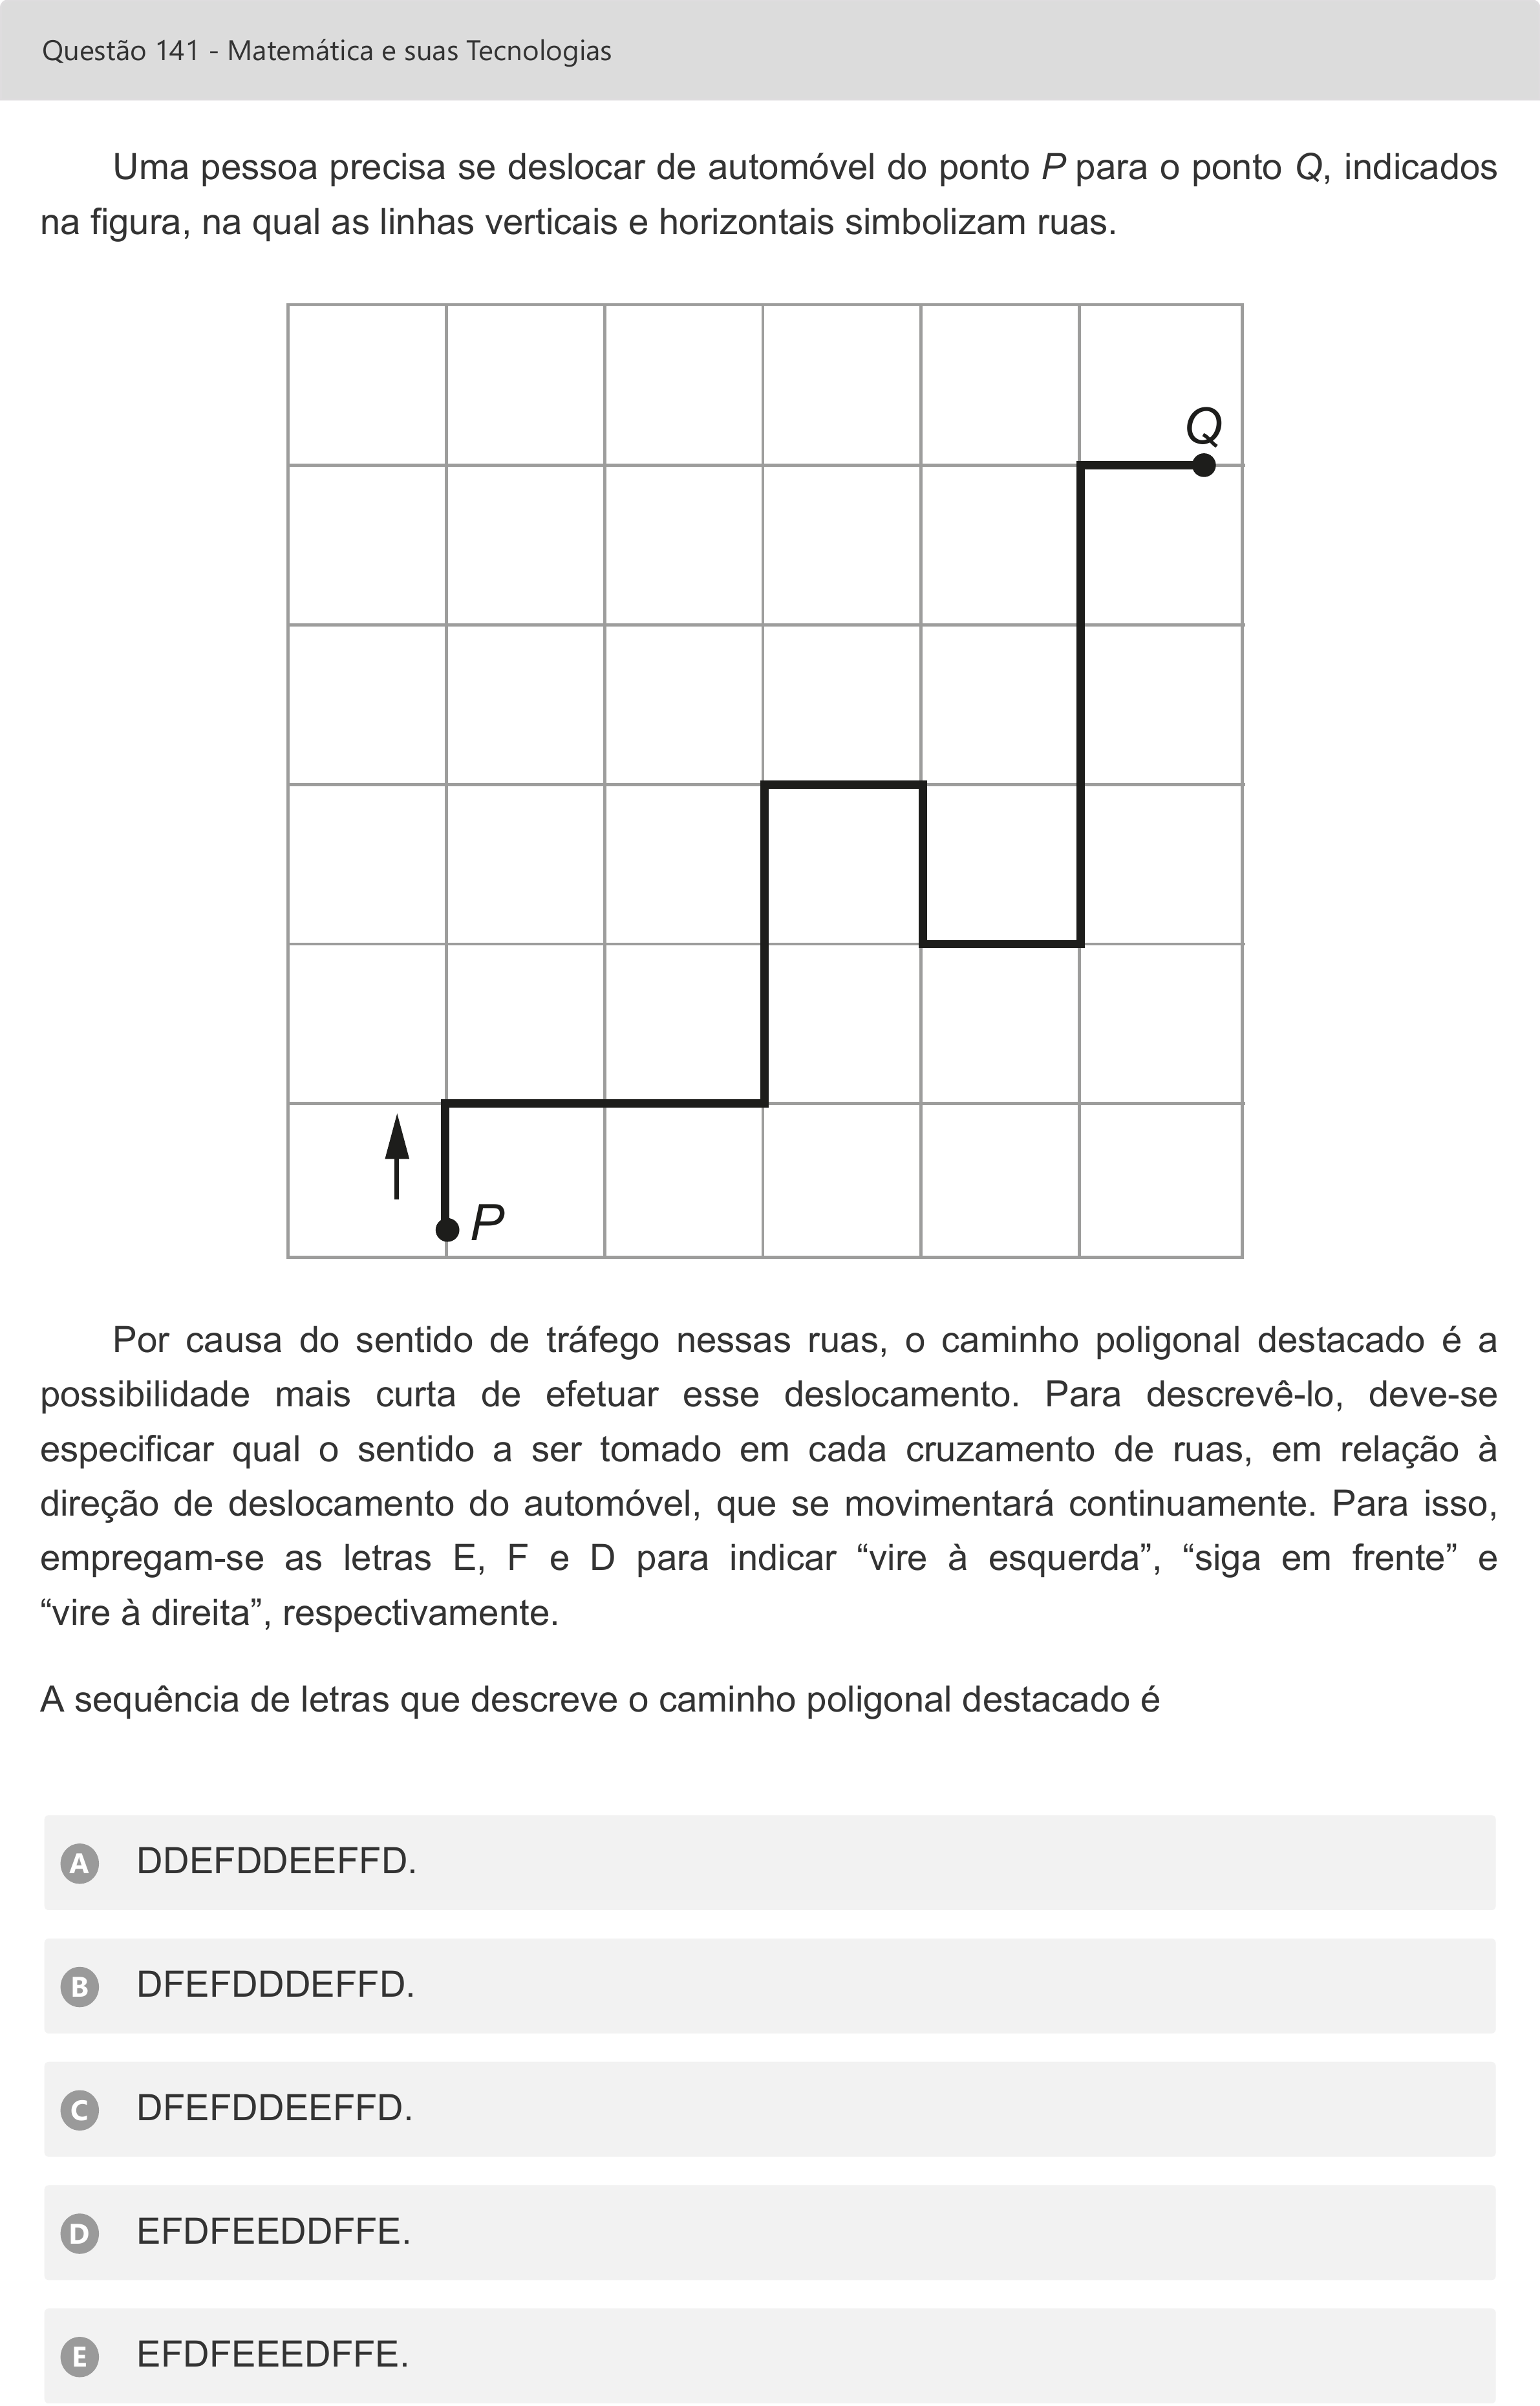 Questão 141 - Matemática e suas Tecnologias
Uma pessoa precisa se deslocar de automóvel do ponto P para o ponto Q, indicados
na figura, na qual as linhas verticais e horizontais simbolizam ruas.
Q
P
Por causa do sentido de tráfego nessas ruas, o caminho poligonal destacado é a
possibilidade mais curta de efetuar esse deslocamento. Para descrevê-lo, deve-se
especificar qual o sentido a ser tomado em cada cruzamento de ruas, em relação à
direção de deslocamento do automóvel, que se movimentará continuamente. Para isso,
empregam-se as letras E, F e D para indicar “vire à esquerda”, “siga em frente” e
“vire à direita”, respectivamente.
A sequência de letras que descreve o caminho poligonal destacado é
A DDEFDDEEFFD.
B DFEFDDDEFFD.
C DFEFDDEEFFD.
D EFDFEEDDFFE.
E EFDFEEEDFFE.